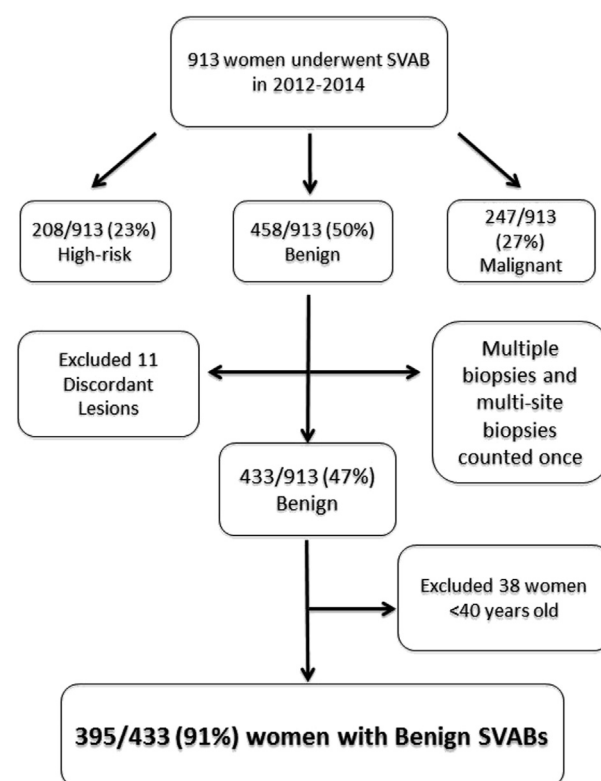 913 women underwent SVAB
in 2012-2014
208/913 (23%)
High-risk
458/913 (50%)
Benign
247/913
(27%)
Malignant
Excluded 11
Discordant
Lesions
Multiple
biopsies and
multi-site
biopsies
counted once
433/913 (47%)
Benign
Excluded 38 women
<40 years old
395/433 (91%) women with Benign SVABs